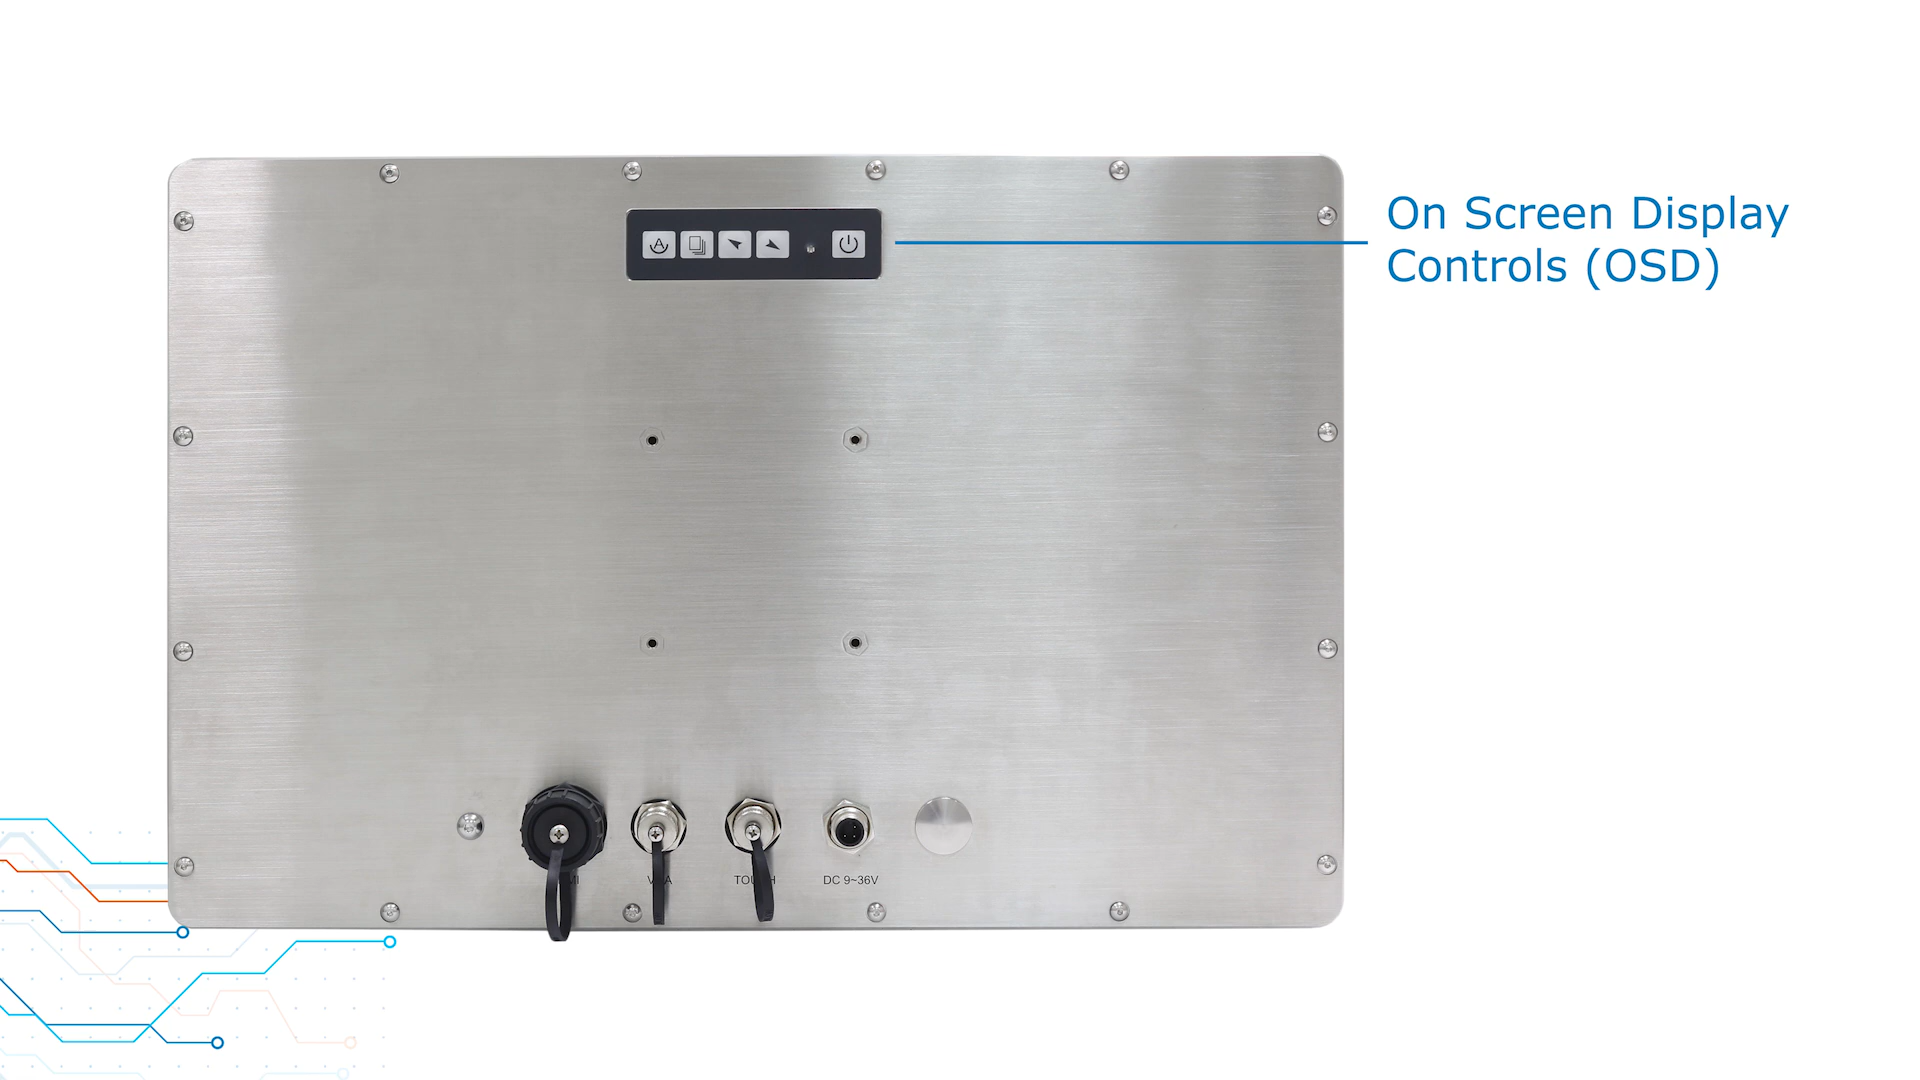 On Screen Display
Controls (OSD)
DC 9~36V